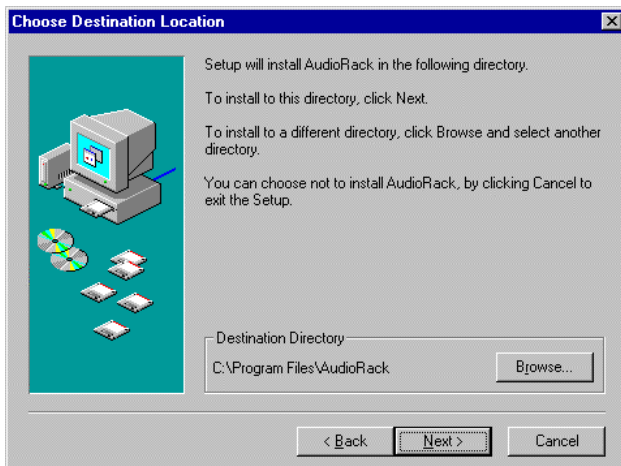 Choose Destination Location
Setup will install AudioRack in the following directory.
To install to this directory, click Next.
To install to a different directory, click Browse and select another
directory.
You can choose not to install AudioRack, by clicking Cancel to
exit the Setup.
Destination Directory
C:\Program Files\AudioRack
Browse...
< Back
Next >
Cancel